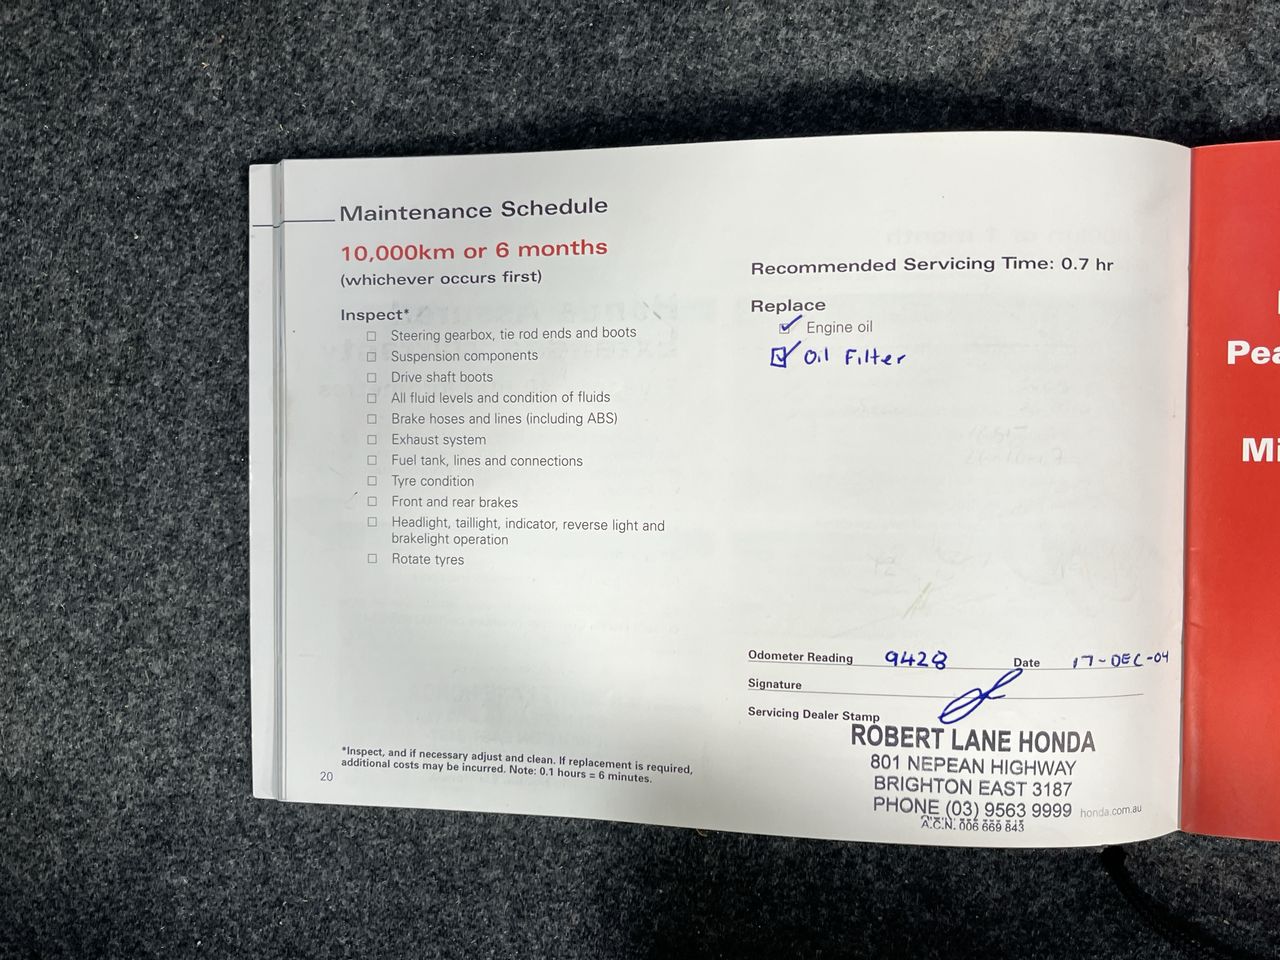 Maintenance Schedule
10,000km or 6 months
(whichever occurs first)
Inspect*
Steering gearbox, tie rod ends and boots
Suspension components
Drive shaft boots
All fluid levels and condition of fluids
Brake hoses and lines (including ABS)
Exhaust system
Fuel tank, lines and connections
Tyre condition
Front and rear brakes
Headlight, taillight, indicator, reverse light and
brakelight operation
Rotate tyres
Recommended Servicing Time: 0.7 hr
Replace
Engine oil
Oil Filter
Odometer Reading 9428 Date 17-DEC-04
Signature
Servicing Dealer Stamp
ROBERT LANE HONDA
801 NEPEAN HIGHWAY
BRIGHTON EAST 3187
PHONE (03) 9563 9999
A.C.N. 006 669 843
honda.com.au
*Inspect, and if necessary adjust and clean. If replacement is required,
additional costs may be incurred. Note: 0.1 hours = 6 minutes.
20
Pea
Mi